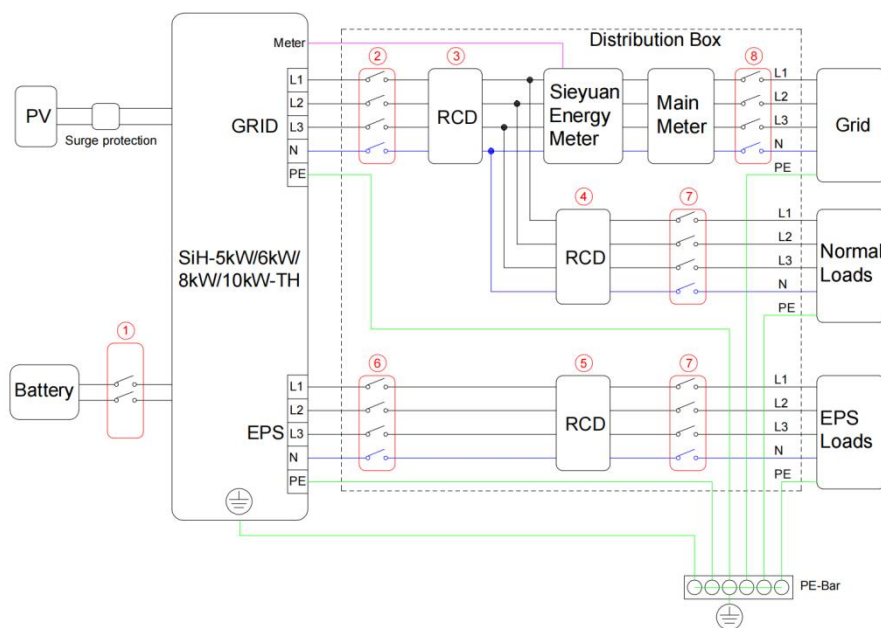 Distribution Box
Meter
② ③ ⑧
L1
L2
L3
N
PE
GRID
RCD
Sieyuan
Energy
Meter
Main
Meter
L1
L2
L3
N
PE
Grid
PV
Surge protection
④ ⑦
RCD
L1
L2
L3
N
PE
Normal
Loads
SiH-5kW/6kW/
8kW/10kW-TH
①
Battery
⑥ ⑤ ⑦
L1
L2
L3
N
PE
EPS
RCD
L1
L2
L3
N
PE
EPS
Loads
PE-Bar